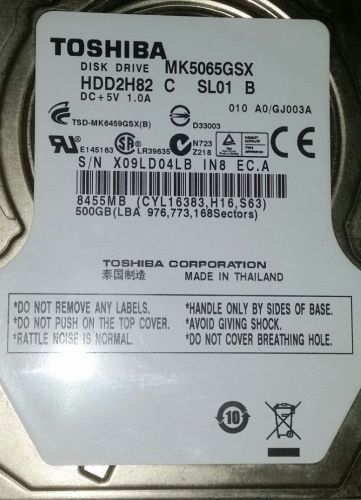 TOSHIBA
DISK DRIVE MK5065GSX
HDD2H82 C SL01 B
DC+5V 1.0A
010 A0/GJ003A
TSD-MK6459GSX(B)
D33003
E145163 LR39635 N723
Z218
S/N X09LD04LB IN8 EC.A
8455MB (CYL16383,H16,S63)
500GB(LBA 976,773,168Sectors)
TOSHIBA CORPORATION
泰国制造 MADE IN THAILAND
*DO NOT REMOVE ANY LABELS. *HANDLE ONLY BY SIDES OF BASE.
*DO NOT PUSH ON THE TOP COVER. *AVOID GIVING SHOCK.
*RATTLE NOISE IS NORMAL. *DO NOT COVER BREATHING HOLE.
10